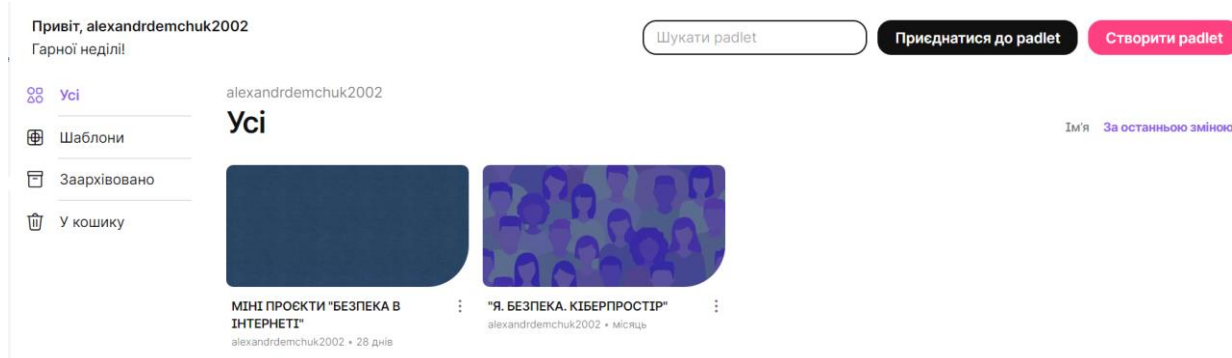 Привіт, alexandrdemchuk2002
Гарної неділі!
Шукати padlet
Приєднатися до padlet
Створити padlet
Усі
Шаблони
Заархівовано
У кошику
alexandrdemchuk2002
Усі
Ім'я За останньою зміною
МІНІ ПРОЄКТИ "БЕЗПЕКА В
ІНТЕРНЕТІ"
alexandrdemchuk2002 • 28 днів
"Я. БЕЗПЕКА. КІБЕРПРОСТІР"
alexandrdemchuk2002 • місяць